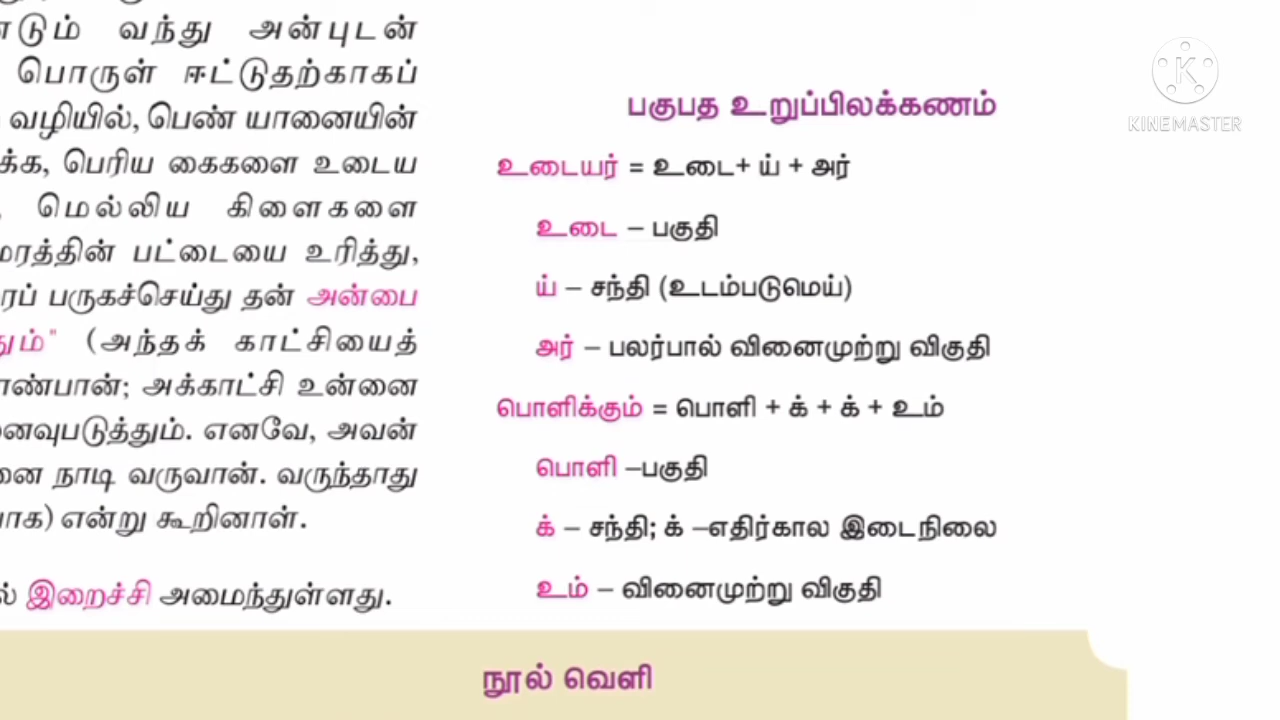 டும் வந்து அன்புடன்
பொருள் ஈட்டுதற்காகப்
வழியில், பெண் யானையின்
க்க, பெரிய கைகளை உடைய
மெல்லிய கிளைகளை
மரத்தின் பட்டையை உரித்து,
ரைப் பருகச்செய்து தன் அன்பை
தும்" (அந்தக் காட்சியைத்
ாண்பான்; அக்காட்சி உன்னை
னைவுபடுத்தும். எனவே, அவன்
னை நாடி வருவான். வருந்தாது
பாக) என்று கூறினாள்.
ல் இறைச்சி அமைந்துள்ளது.
பகுபத உறுப்பிலக்கணம்
உடையர் = உடை+ ய் + அர்
உடை – பகுதி
ய் – சந்தி (உடம்படுமெய்)
அர் – பலர்பால் வினைமுற்று விகுதி
பொளிக்கும் = பொளி + க் + க் + உம்
பொளி –பகுதி
க் – சந்தி; க் –எதிர்கால இடைநிலை
உம் – வினைமுற்று விகுதி
நூல் வெளி
K
KINEMASTER